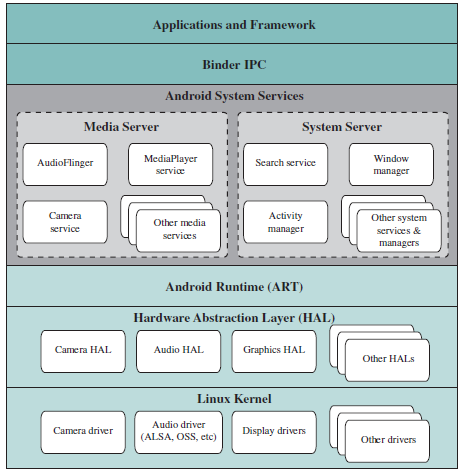 Applications and Framework
Binder IPC
Android System Services
Media Server
AudioFlinger
MediaPlayer
service
Camera
service
Other media
services
System Server
Search service
Window
manager
Activity
manager
Other system
services &
managers
Android Runtime (ART)
Hardware Abstraction Layer (HAL)
Camera HAL
Audio HAL
Graphics HAL
Other HALs
Linux Kernel
Camera driver
Audio driver
(ALSA, OSS, etc)
Display drivers
Other drivers